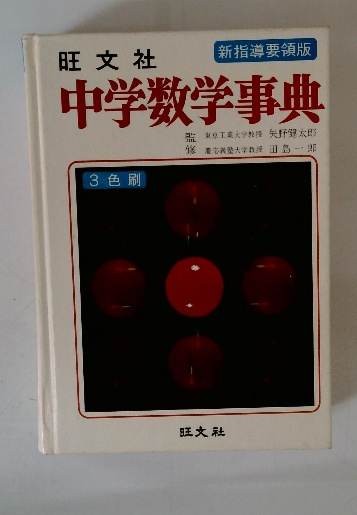 新指導要領版
旺文社
中学数学事典
監修 東京工業大学教授 矢野健太郎
慶応義塾大学教授 田島一郎
3色刷
旺文社